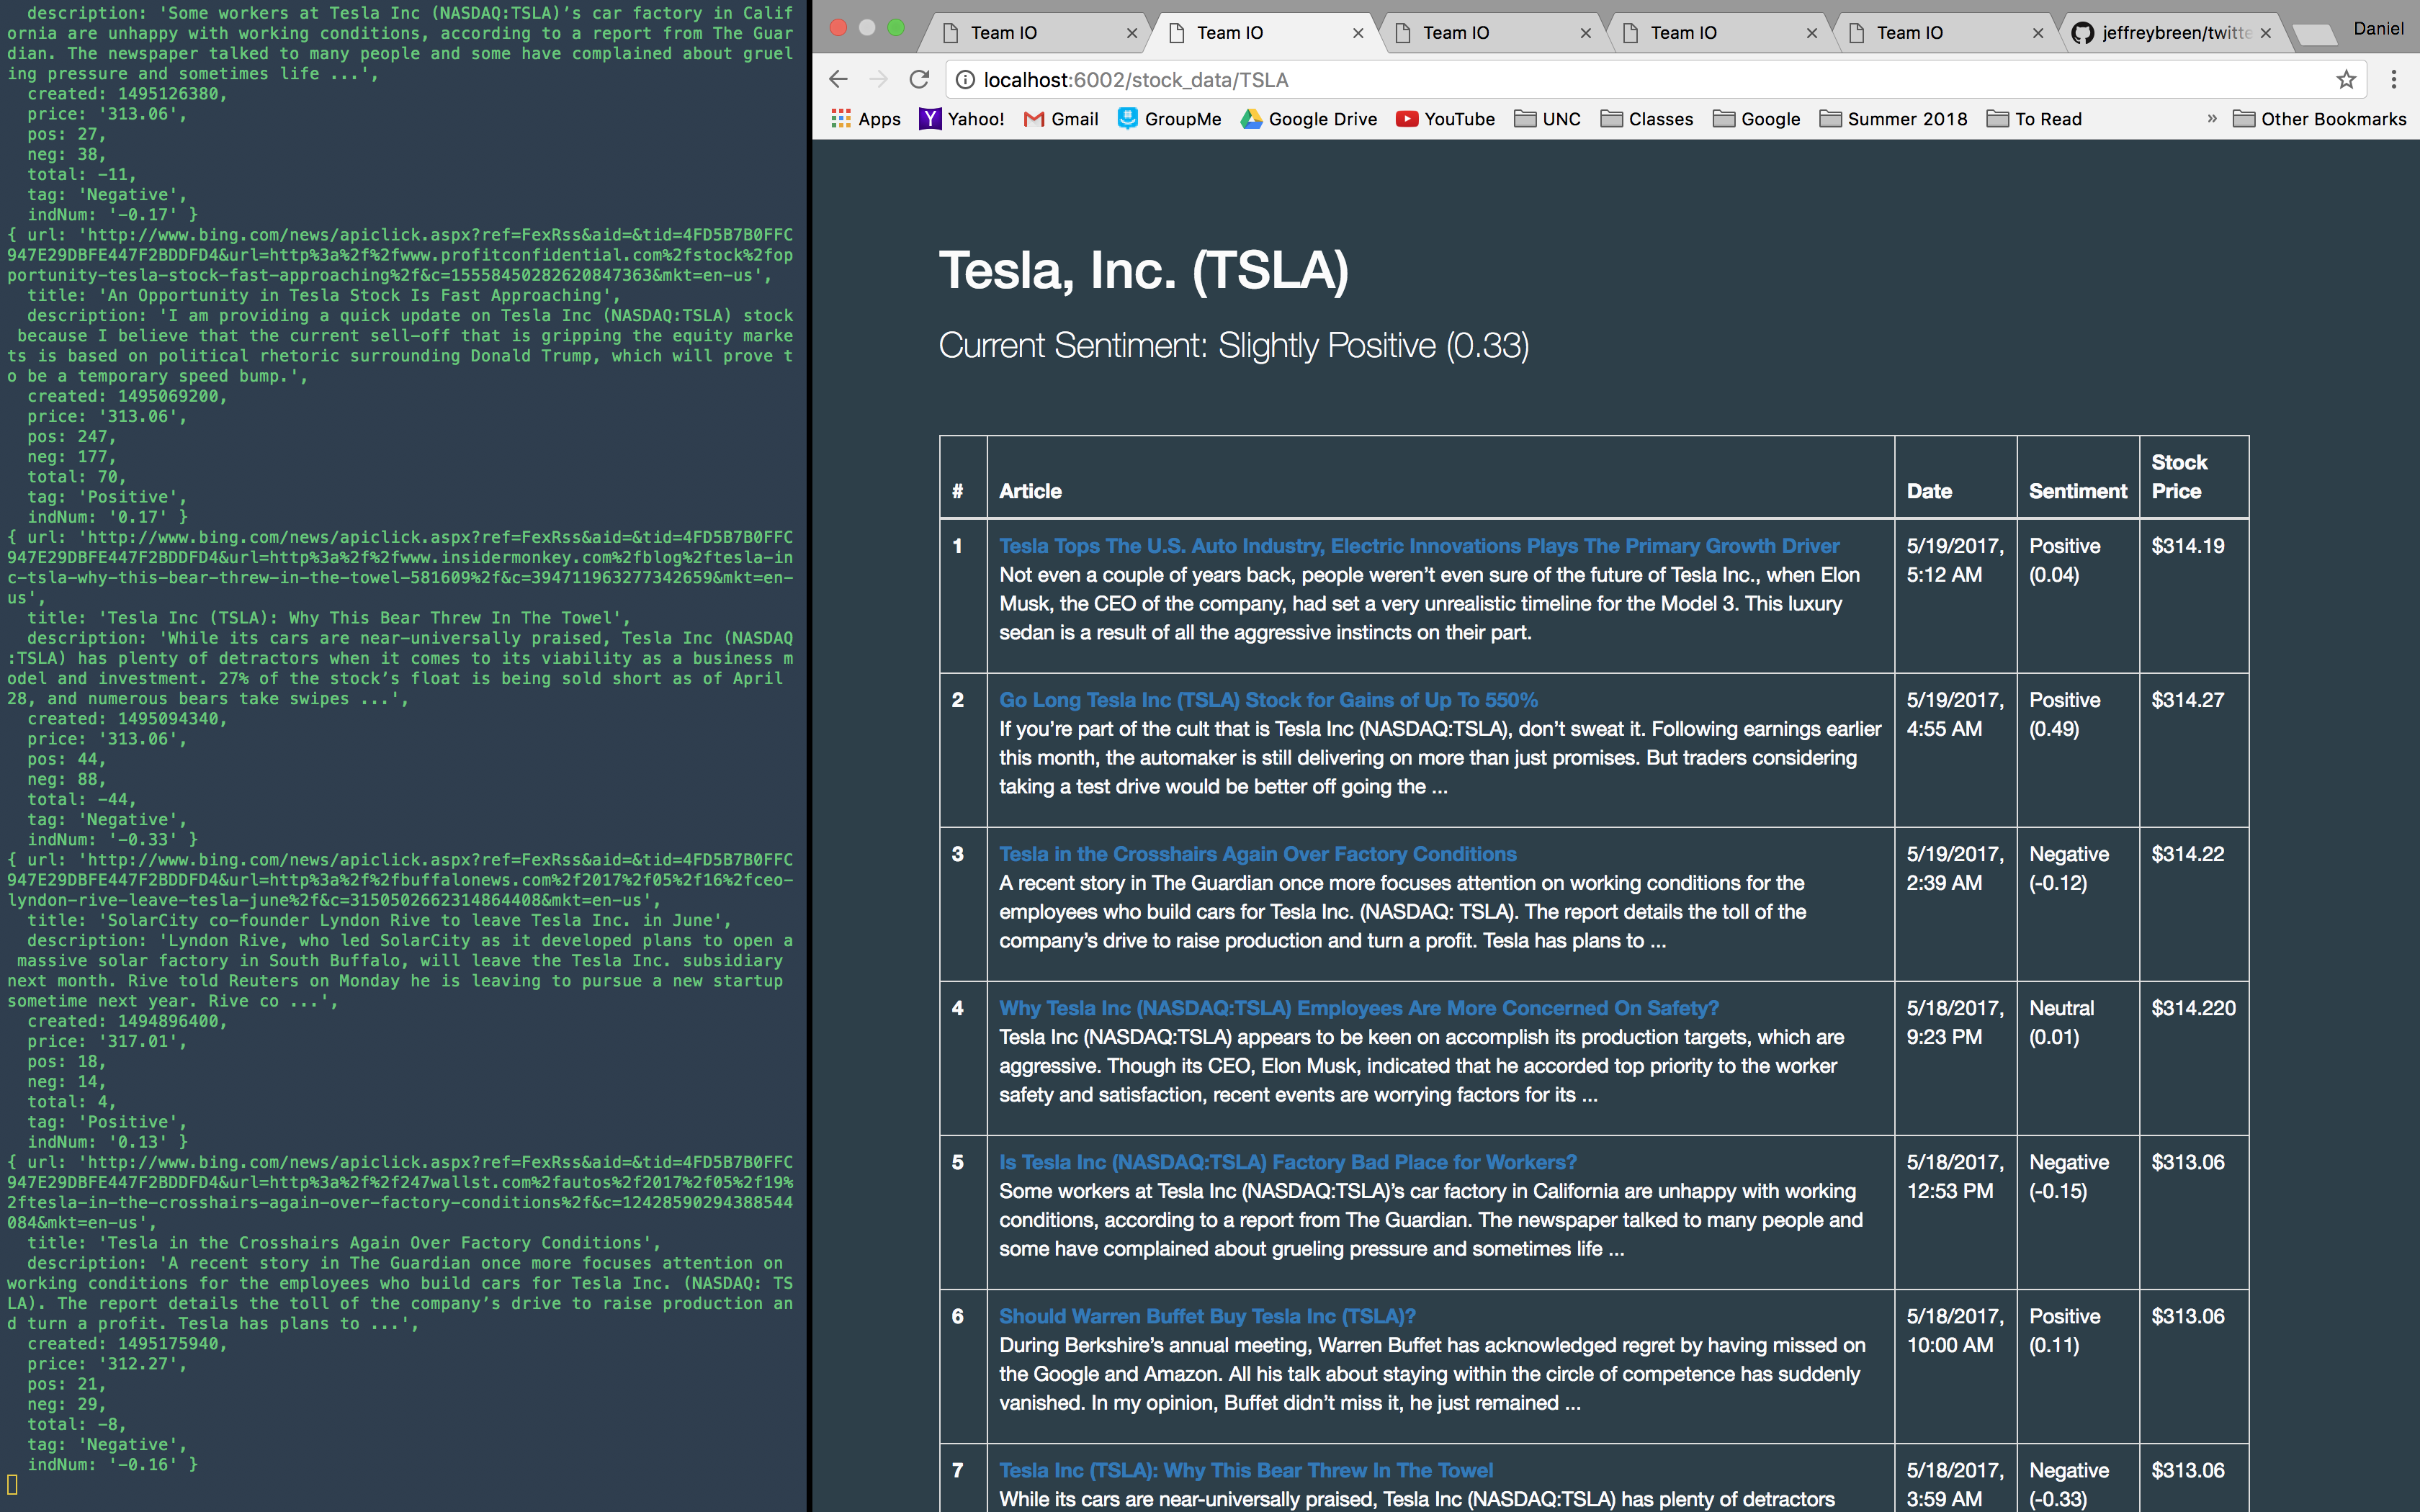 description: 'Some workers at Tesla Inc (NASDAQ:TSLA)’s car factory in Calif
ornia are unhappy with working conditions, according to a report from The Guar
dian. The newspaper talked to many people and some have complained about gruel
ing pressure and sometimes life ...',
created: 1495126380,
price: '313.06',
pos: 27,
neg: 38,
total: -11,
tag: 'Negative',
indNum: '-0.17' }
{ url: 'http://www.bing.com/news/apiclick.aspx?ref=FexRss&aid=&tid=4FD5B7B0FFC
947E29DBFE447F2BDDFD4&url=http%3a%2f%2fwww.profitconfidential.com%2fstock%2fop
portunity-tesla-stock-fast-approaching%2f&c=15558450282620847363&mkt=en-us',
title: 'An Opportunity in Tesla Stock Is Fast Approaching',
description: 'I am providing a quick update on Tesla Inc (NASDAQ:TSLA) stock
because I believe that the current sell-off that is gripping the equity marke
ts is based on political rhetoric surrounding Donald Trump, which will prove t
o be a temporary speed bump.',
created: 1495069200,
price: '313.06',
pos: 247,
neg: 177,
total: 70,
tag: 'Positive',
indNum: '0.17' }
{ url: 'http://www.bing.com/news/apiclick.aspx?ref=FexRss&aid=&tid=4FD5B7B0FFC
947E29DBFE447F2BDDFD4&url=http%3a%2f%2fwww.insidermonkey.com%2fblog%2ftesla-in
c-tsla-why-this-bear-threw-in-the-towel-581609%2f&c=394711963277342659&mkt=en-
us',
title: 'Tesla Inc (TSLA): Why This Bear Threw In The Towel',
description: 'While its cars are near-universally praised, Tesla Inc (NASDAQ
:TSLA) has plenty of detractors when it comes to its viability as a business m
odel and investment. 27% of the stock’s float is being sold short as of April
28, and numerous bears take swipes ...',
created: 1495094340,
price: '313.06',
pos: 44,
neg: 88,
total: -44,
tag: 'Negative',
indNum: '-0.33' }
{ url: 'http://www.bing.com/news/apiclick.aspx?ref=FexRss&aid=&tid=4FD5B7B0FFC
947E29DBFE447F2BDDFD4&url=http%3a%2f%2fbuffalonews.com%2f2017%2f05%2f16%2fceo-
lyndon-rive-leave-tesla-june%2f&c=3150502662314864408&mkt=en-us',
title: 'SolarCity co-founder Lyndon Rive to leave Tesla Inc. in June',
description: 'Lyndon Rive, who led SolarCity as it developed plans to open a
massive solar factory in South Buffalo, will leave the Tesla Inc. subsidiary
next month. Rive told Reuters on Monday he is leaving to pursue a new startup
sometime next year. Rive co ...',
created: 1494896400,
price: '317.01',
pos: 18,
neg: 14,
total: 4,
tag: 'Positive',
indNum: '0.13' }
{ url: 'http://www.bing.com/news/apiclick.aspx?ref=FexRss&aid=&tid=4FD5B7B0FFC
947E29DBFE447F2BDDFD4&url=http%3a%2f%2f247wallst.com%2fautos%2f2017%2f05%2f19%
2ftesla-in-the-crosshairs-again-over-factory-conditions%2f&c=12428590294388544
084&mkt=en-us',
title: 'Tesla in the Crosshairs Again Over Factory Conditions',
description: 'A recent story in The Guardian once more focuses attention on
working conditions for the employees who build cars for Tesla Inc. (NASDAQ: TS
LA). The report details the toll of the company’s drive to raise production an
d turn a profit. Tesla has plans to ...',
created: 1495175940,
price: '312.27',
pos: 21,
neg: 29,
total: -8,
tag: 'Negative',
indNum: '-0.16' }
Team IO Team IO Team IO Team IO Team IO jeffreybreen/twitte Daniel
localhost:6002/stock_data/TSLA
Apps Yahoo! Gmail GroupMe Google Drive YouTube UNC Classes Google Summer 2018 To Read » Other Bookmarks
Tesla, Inc. (TSLA)
Current Sentiment: Slightly Positive (0.33)
# Article Date Sentiment Stock Price
1 Tesla Tops The U.S. Auto Industry, Electric Innovations Plays The Primary Growth Driver 5/19/2017, Positive $314.19
Not even a couple of years back, people weren’t even sure of the future of Tesla Inc., when Elon 5:12 AM (0.04)
Musk, the CEO of the company, had set a very unrealistic timeline for the Model 3. This luxury
sedan is a result of all the aggressive instincts on their part.
2 Go Long Tesla Inc (TSLA) Stock for Gains of Up To 550% 5/19/2017, Positive $314.27
If you’re part of the cult that is Tesla Inc (NASDAQ:TSLA), don’t sweat it. Following earnings earlier 4:55 AM (0.49)
this month, the automaker is still delivering on more than just promises. But traders considering
taking a test drive would be better off going the ...
3 Tesla in the Crosshairs Again Over Factory Conditions 5/19/2017, Negative $314.22
A recent story in The Guardian once more focuses attention on working conditions for the 2:39 AM (-0.12)
employees who build cars for Tesla Inc. (NASDAQ: TSLA). The report details the toll of the
company’s drive to raise production and turn a profit. Tesla has plans to ...
4 Why Tesla Inc (NASDAQ:TSLA) Employees Are More Concerned On Safety? 5/18/2017, Neutral $314.220
Tesla Inc (NASDAQ:TSLA) appears to be keen on accomplish its production targets, which are 9:23 PM (0.01)
aggressive. Though its CEO, Elon Musk, indicated that he accorded top priority to the worker
safety and satisfaction, recent events are worrying factors for its ...
5 Is Tesla Inc (NASDAQ:TSLA) Factory Bad Place for Workers? 5/18/2017, Negative $313.06
Some workers at Tesla Inc (NASDAQ:TSLA)’s car factory in California are unhappy with working 12:53 PM (-0.15)
conditions, according to a report from The Guardian. The newspaper talked to many people and
some have complained about grueling pressure and sometimes life ...
6 Should Warren Buffet Buy Tesla Inc (TSLA)? 5/18/2017, Positive $313.06
During Berkshire’s annual meeting, Warren Buffet has acknowledged regret by having missed on 10:00 AM (0.11)
the Google and Amazon. All his talk about staying within the circle of competence has suddenly
vanished. In my opinion, Buffet didn’t miss it, he just remained ...
7 Tesla Inc (TSLA): Why This Bear Threw In The Towel 5/18/2017, Negative $313.06
While its cars are near-universally praised, Tesla Inc (NASDAQ:TSLA) has plenty of detractors 3:59 AM (-0.33)